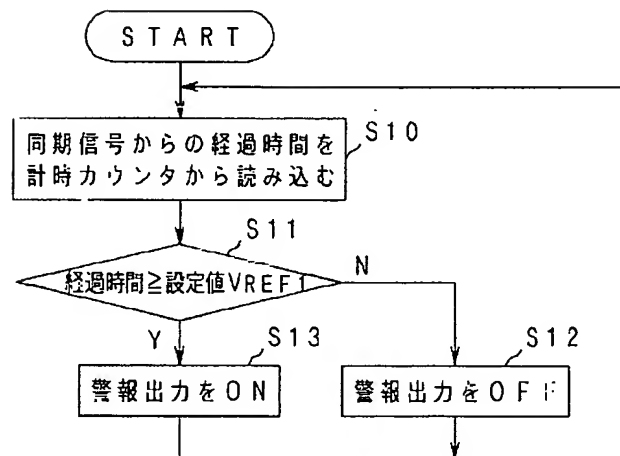 START
S10
同期信号からの経過時間を
計時カウンタから読み込む
S11
経過時間≧設定値VREF1
N
Y
S13
S12
警報出力をON
警報出力をOFF